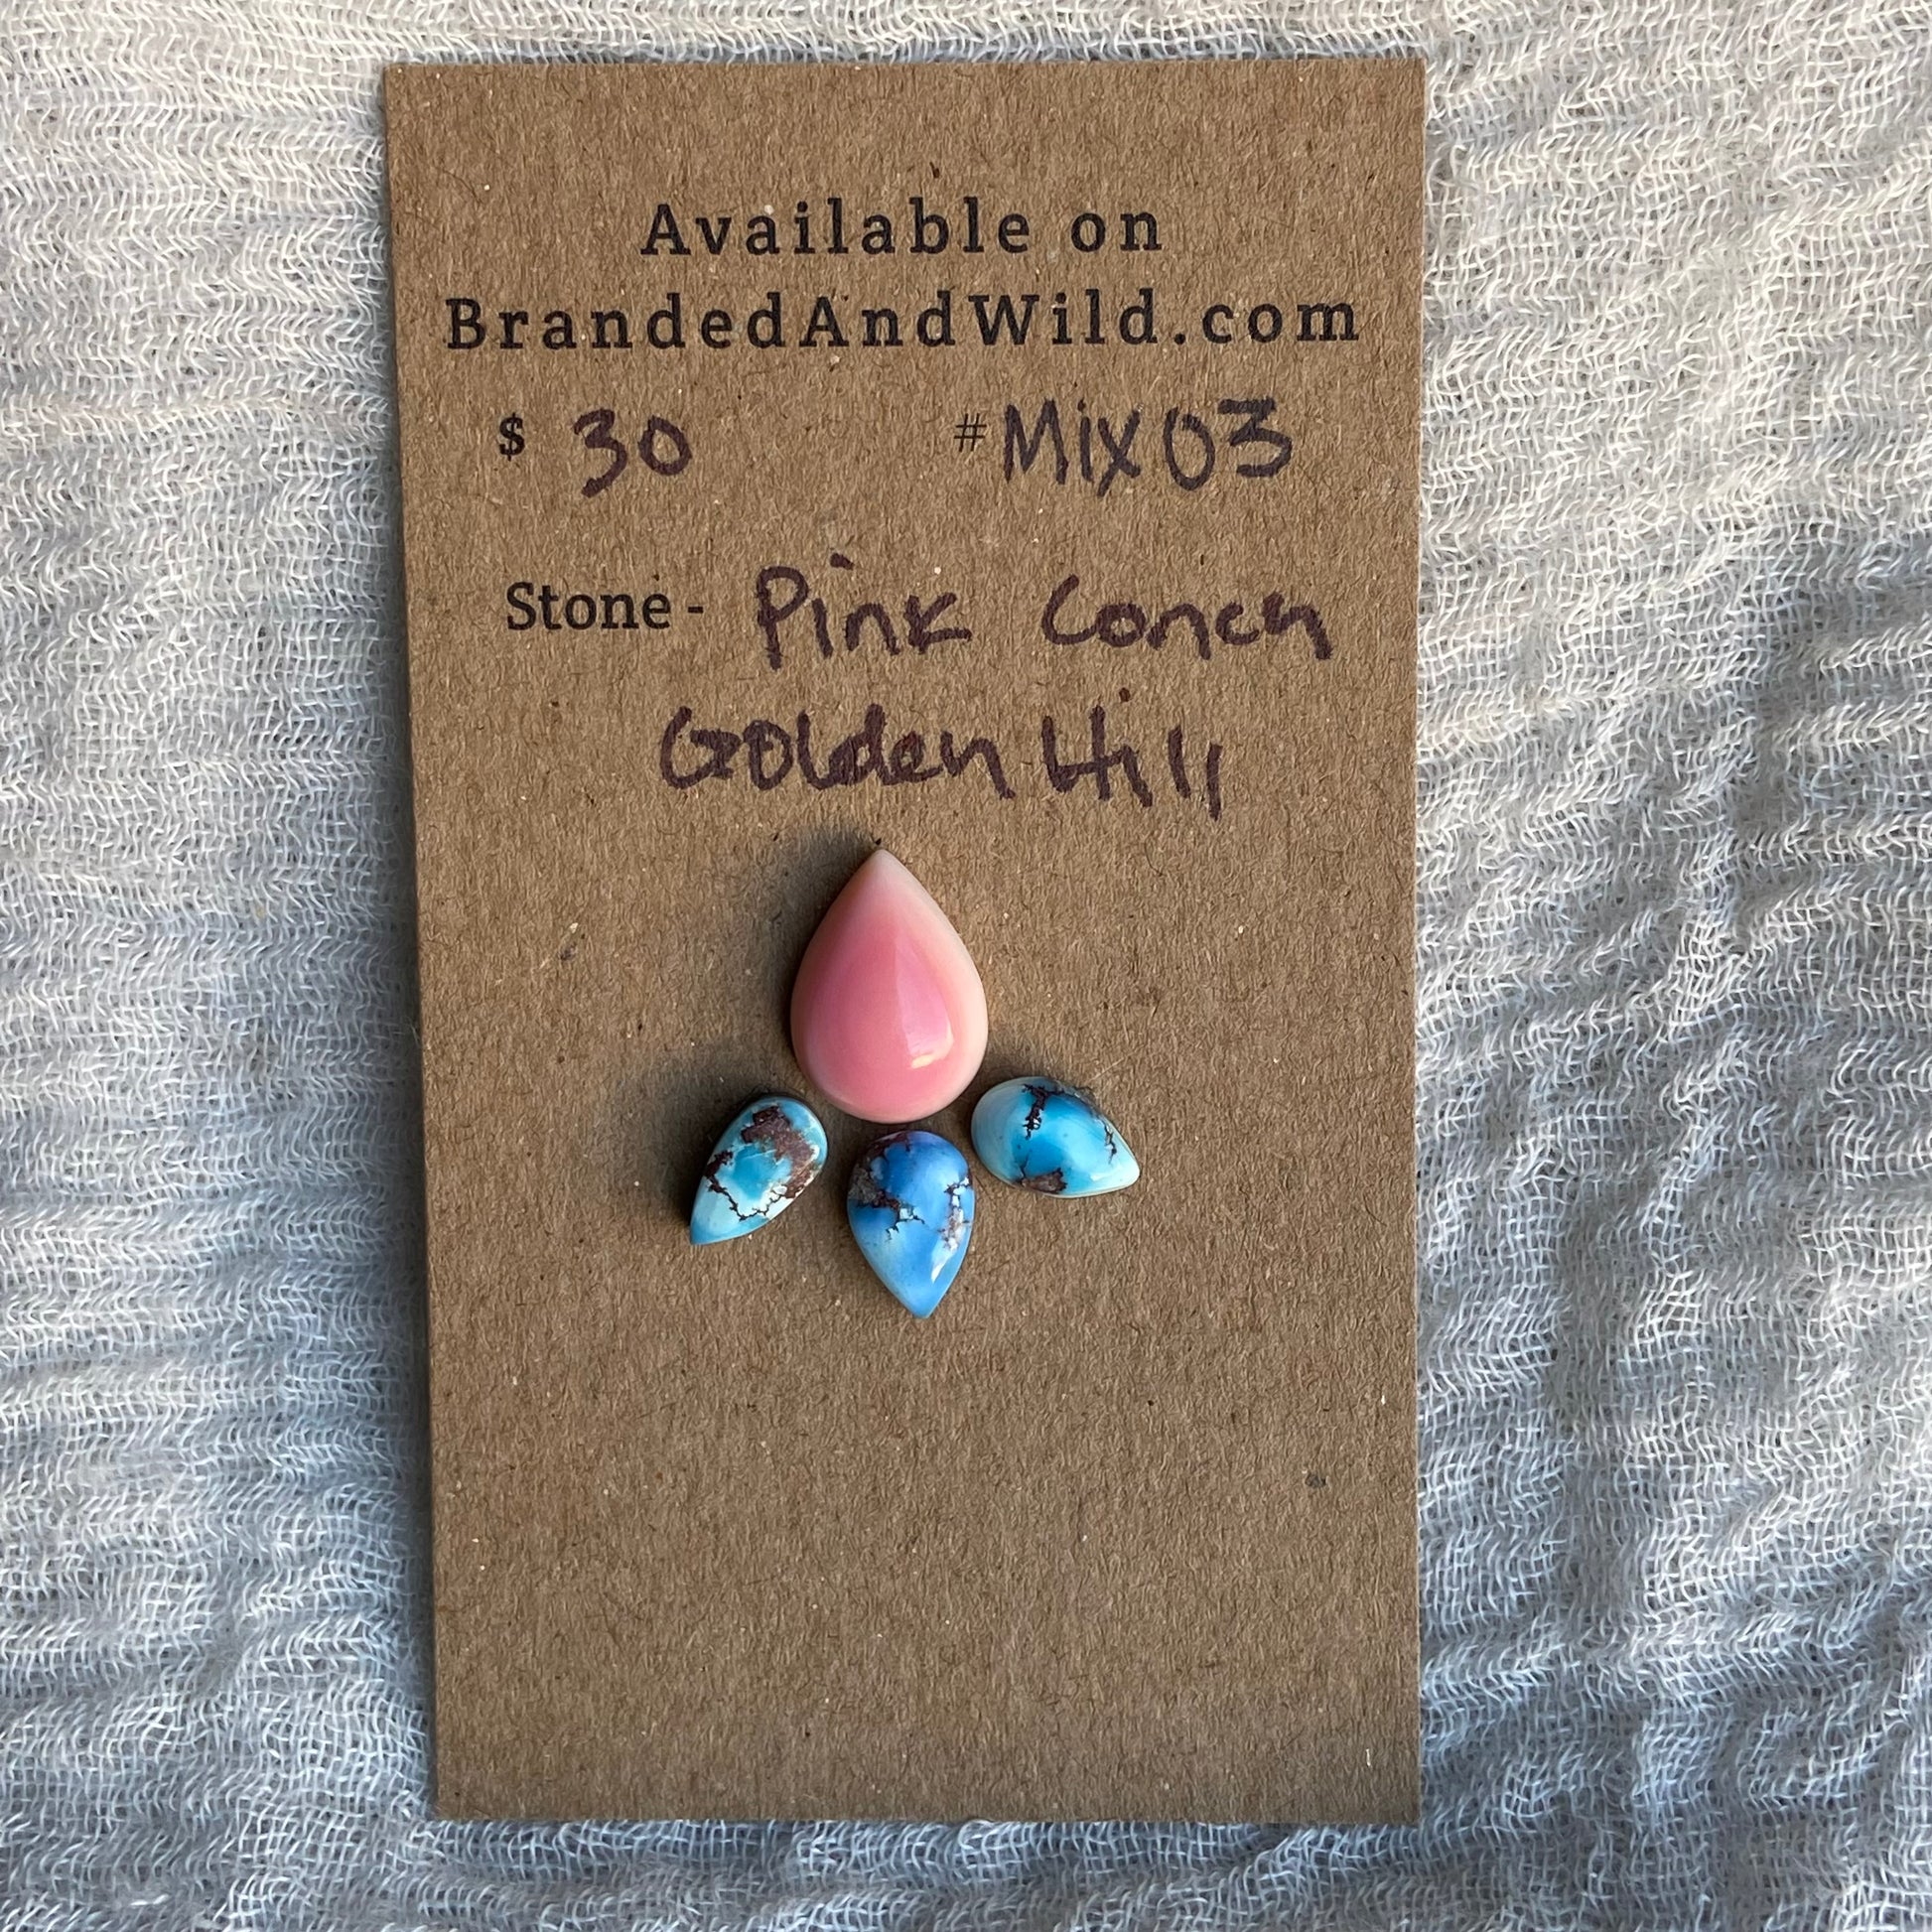 Available on
BrandedAndWild.com
$ 30 #Mix03
Stone- Pink Conch
Golden Hill